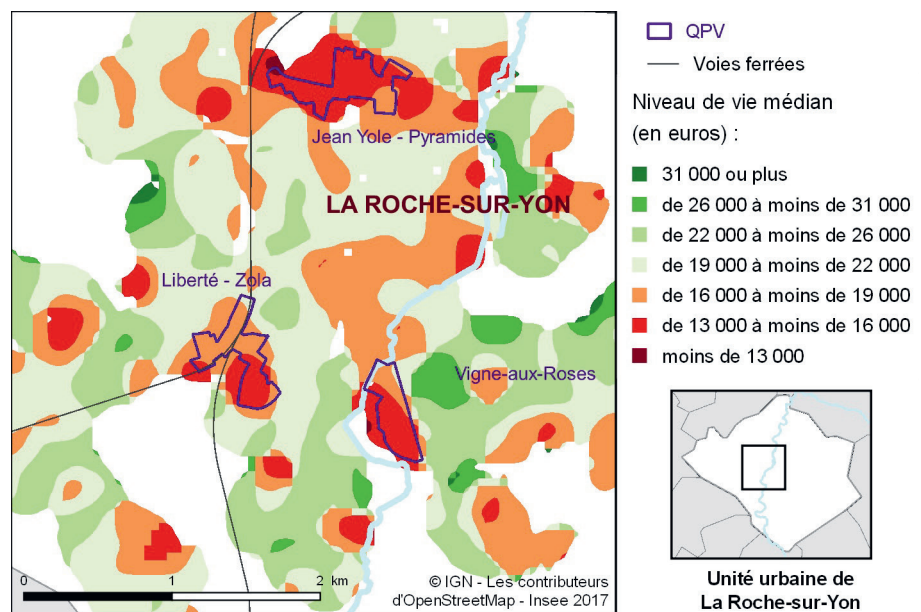 Jean Yole - Pyramides
LA ROCHE-SUR-YON
Liberté - Zola
Vigne-aux-Roses
0 1 2 km
© IGN - Les contributeurs
d'OpenStreetMap - Insee 2017
QPV
Voies ferrées
Niveau de vie médian
(en euros) :
31 000 ou plus
de 26 000 à moins de 31 000
de 22 000 à moins de 26 000
de 19 000 à moins de 22 000
de 16 000 à moins de 19 000
de 13 000 à moins de 16 000
moins de 13 000
Unité urbaine de
La Roche-sur-Yon